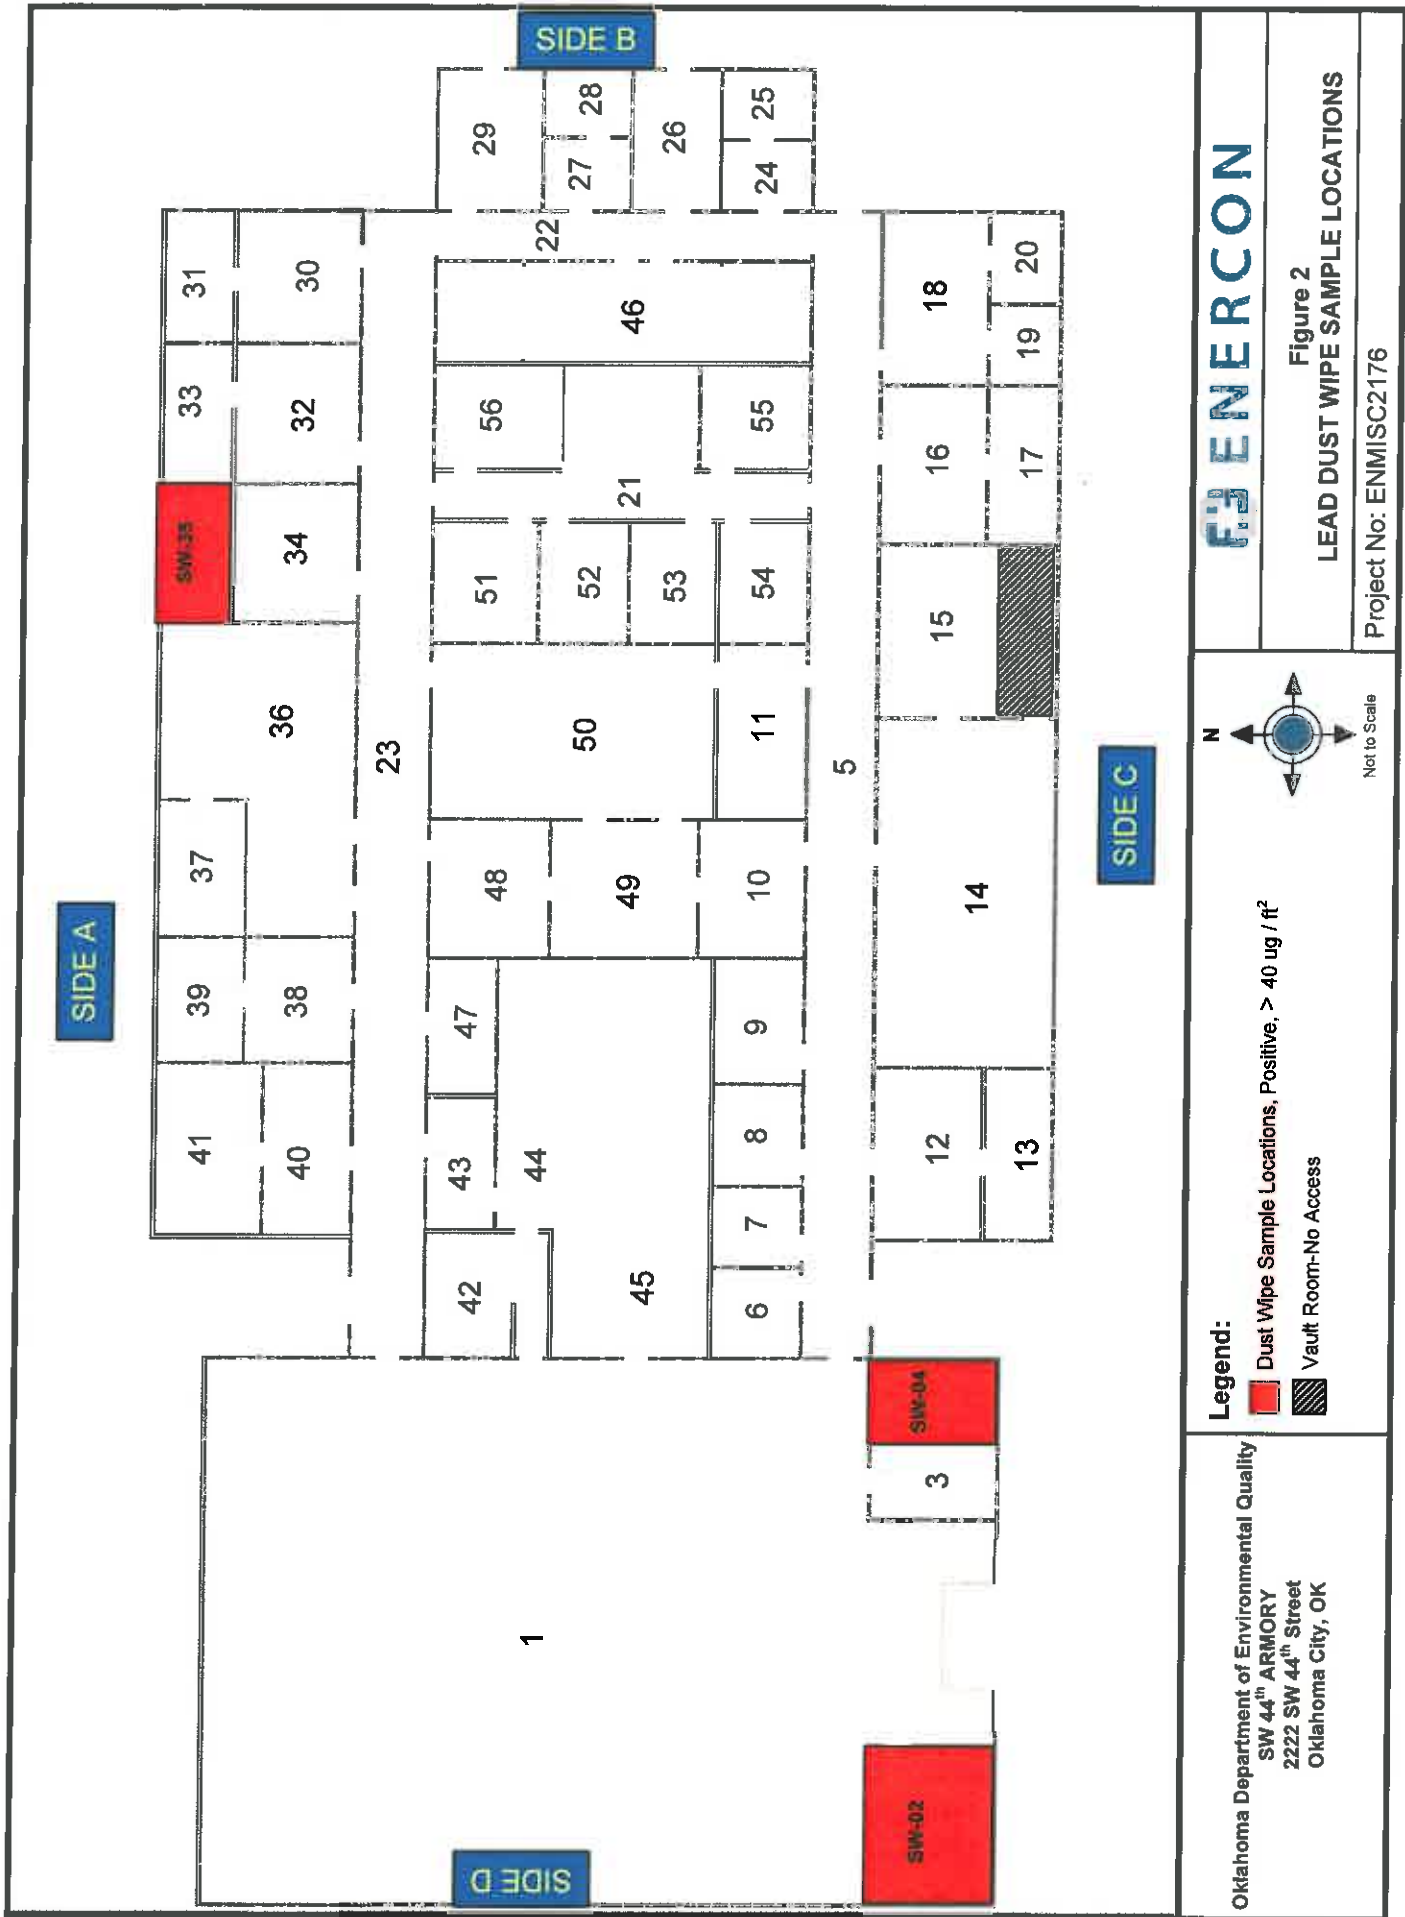 SIDE A
SIDE B
SIDE C
SIDE D
41
39
37
36
SW-35
33
31
40
38
34
32
30
23
42
43
47
48
51
56
22
29
44
49
50
52
21
46
27
28
45
53
26
6
7
8
9
10
11
54
55
24
25
5
1
SW-02
3
SW-04
12
14
15
16
18
13
17
19
20
Oklahoma Department of Environmental Quality
SW 44th ARMORY
2222 SW 44th Street
Oklahoma City, OK
Legend:
Dust Wipe Sample Locations, Positive, > 40 ug / ft²
Vault Room-No Access
N
Not to Scale
ENERCON
Figure 2
LEAD DUST WIPE SAMPLE LOCATIONS
Project No: ENMISC2176